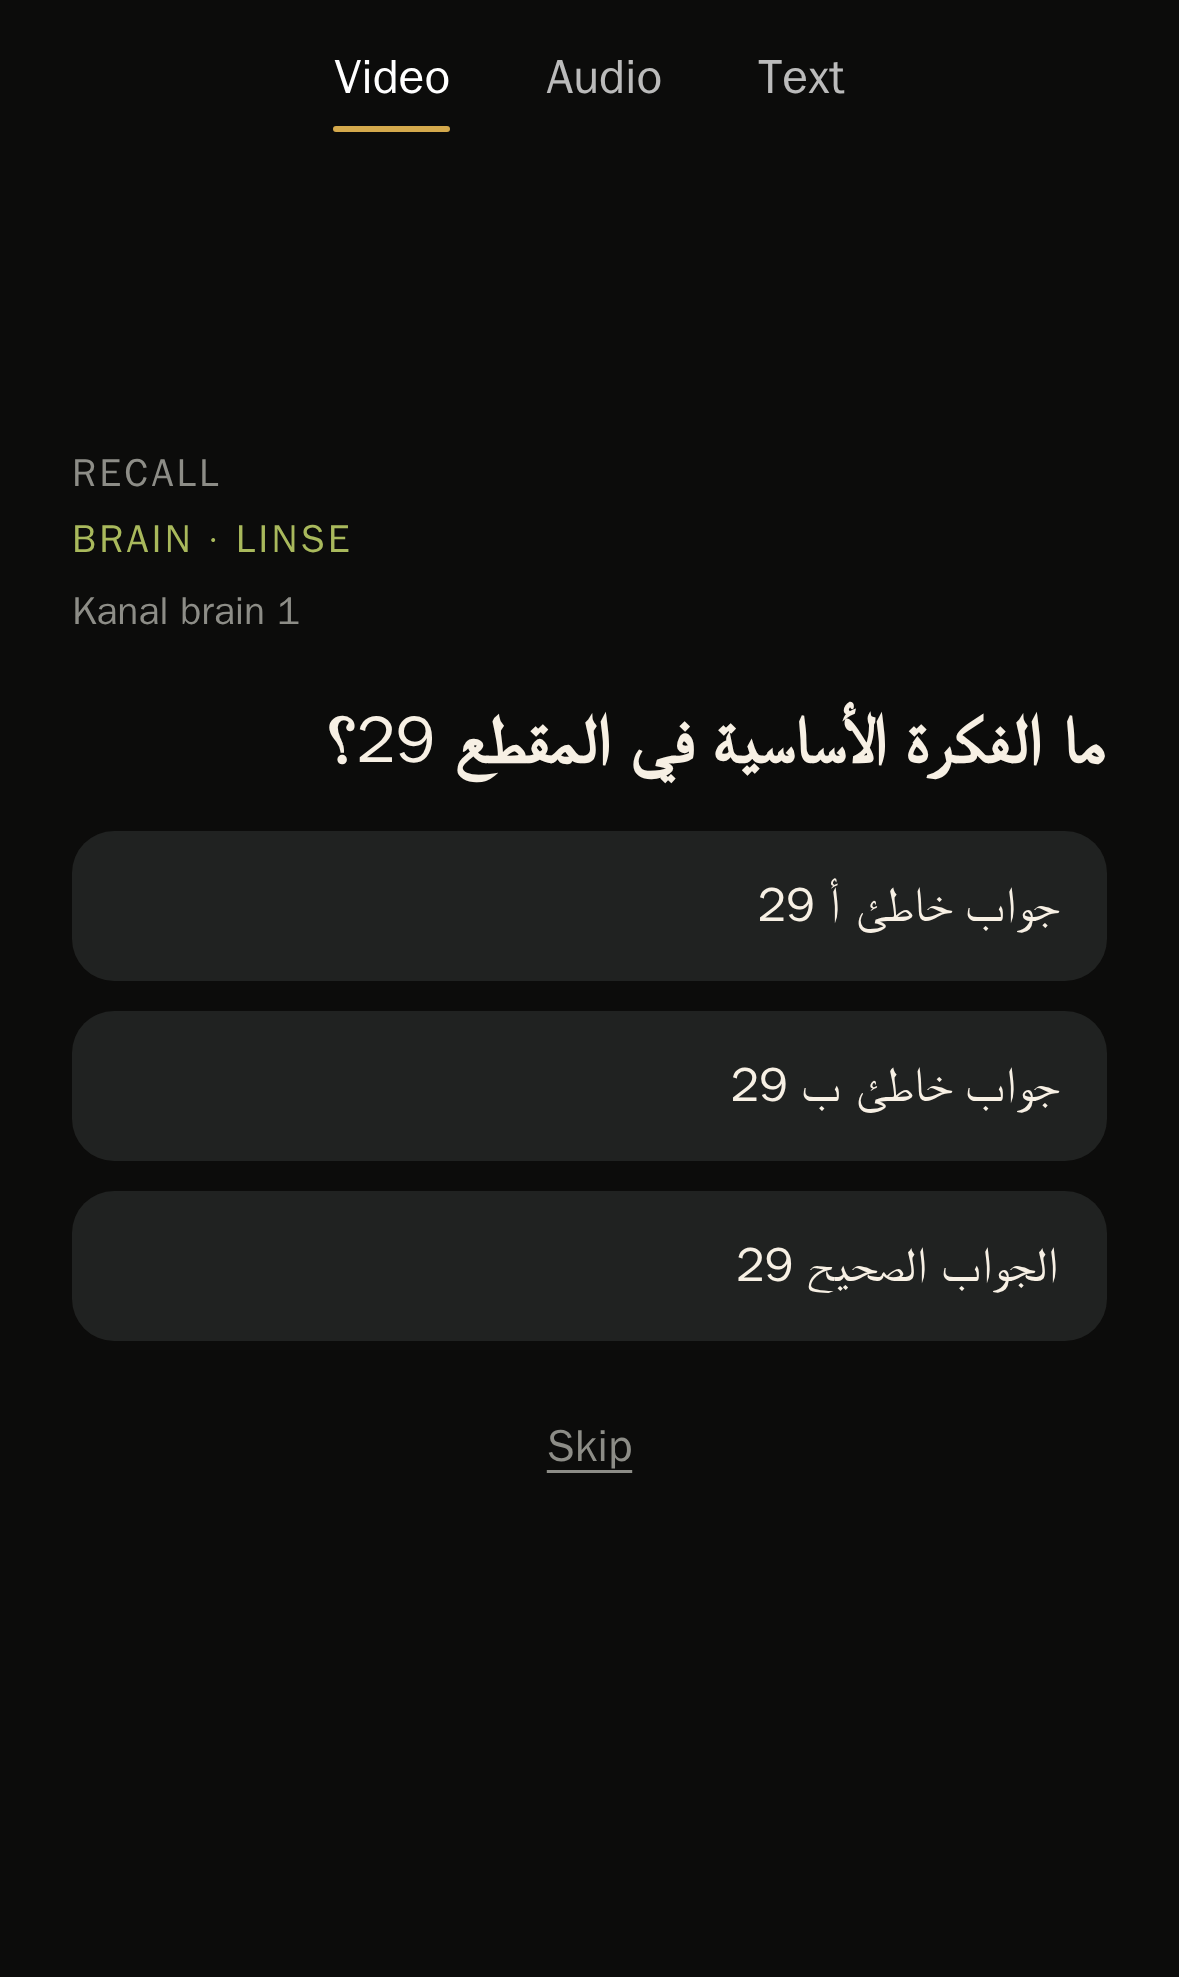 Video
Audio
Text
RECALL
BRAIN · LINSE
Kanal brain 1
ما الفكرة الأساسية في المقطع 29؟
جواب خاطئ أ 29
جواب خاطئ ب 29
الجواب الصحيح 29
Skip